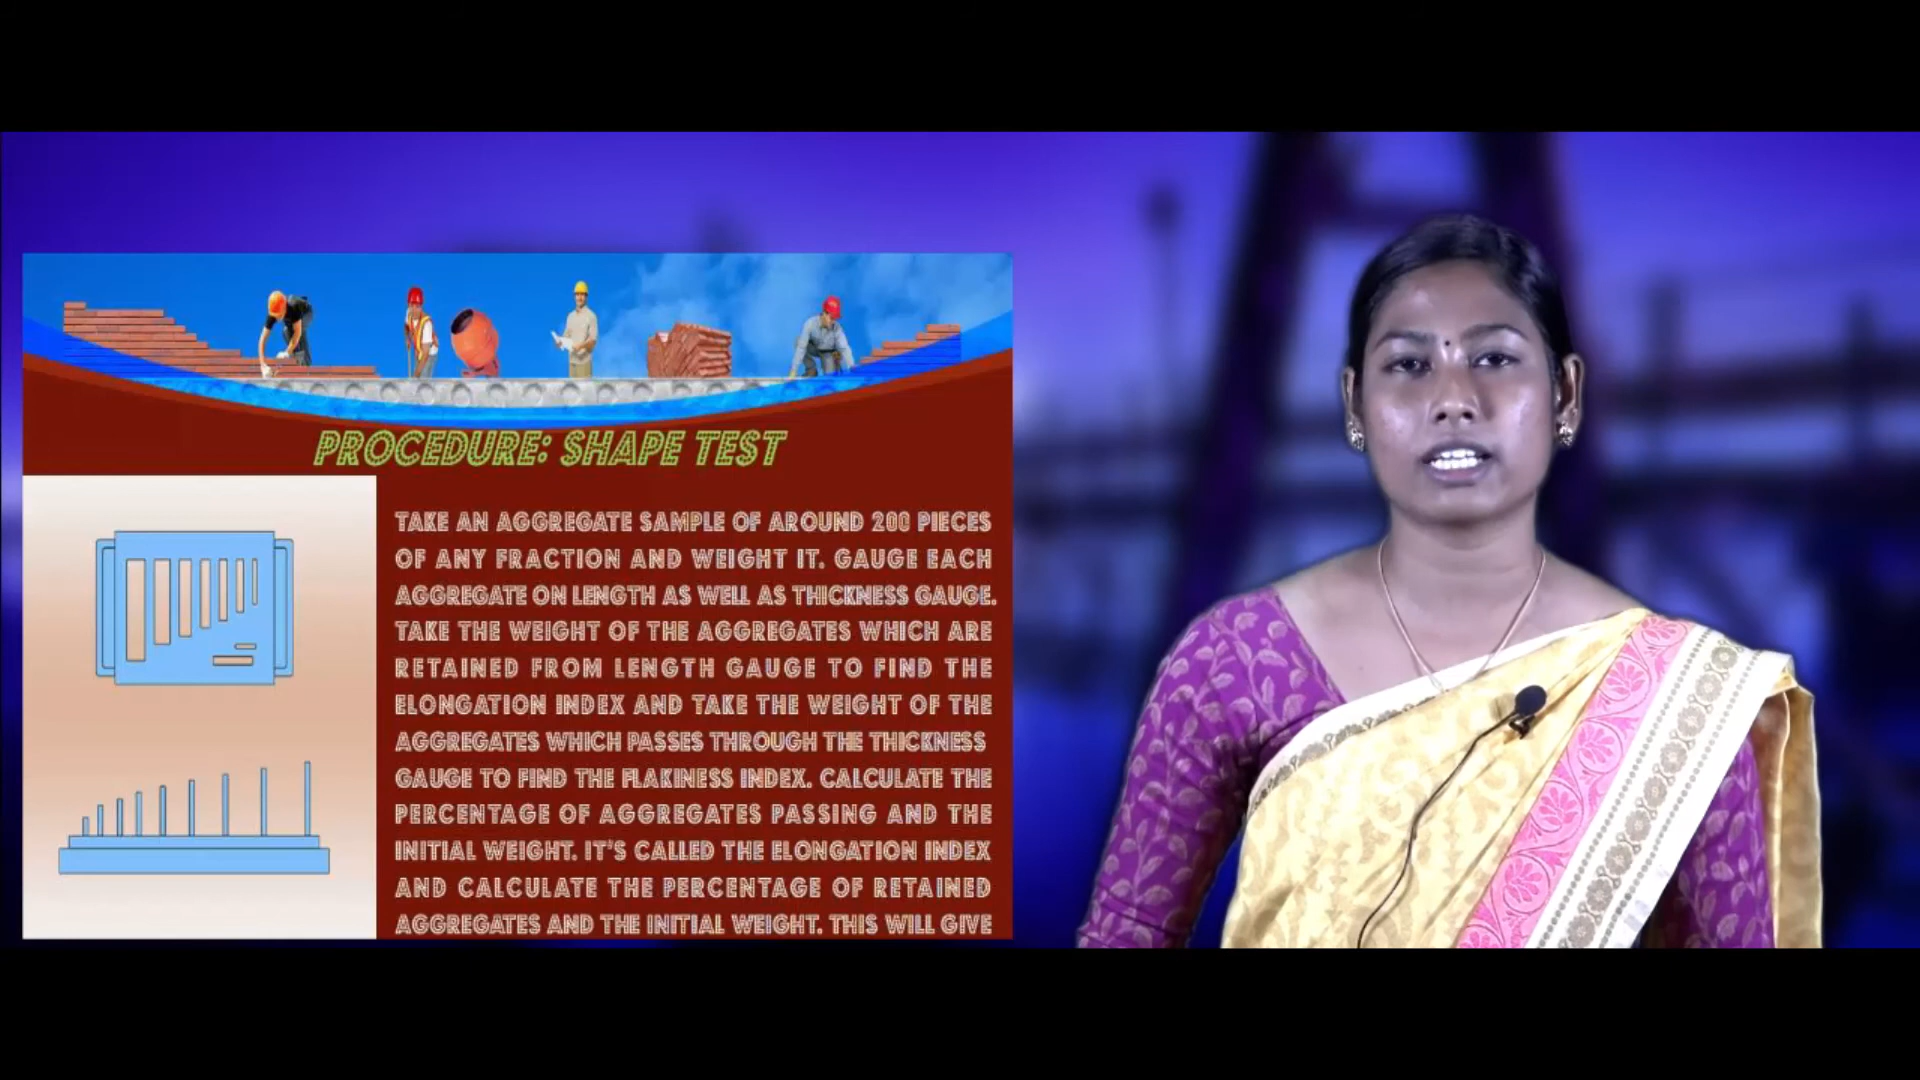 PROCEDURE: SHAPE TEST
TAKE AN AGGREGATE SAMPLE OF AROUND 200 PIECES
OF ANY FRACTION AND WEIGHT IT. GAUGE EACH
AGGREGATE ON LENGTH AS WELL AS THICKNESS GAUGE.
TAKE THE WEIGHT OF THE AGGREGATES WHICH ARE
RETAINED FROM LENGTH GAUGE TO FIND THE
ELONGATION INDEX AND TAKE THE WEIGHT OF THE
AGGREGATES WHICH PASSES THROUGH THE THICKNESS
GAUGE TO FIND THE FLAKINESS INDEX. CALCULATE THE
PERCENTAGE OF AGGREGATES PASSING AND THE
INITIAL WEIGHT. IT'S CALLED THE ELONGATION INDEX
AND CALCULATE THE PERCENTAGE OF RETAINED
AGGREGATES AND THE INITIAL WEIGHT. THIS WILL GIVE